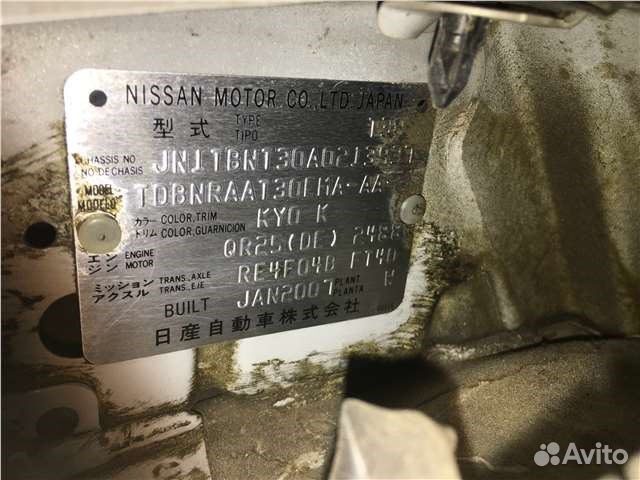 NISSAN MOTOR CO., LTD. JAPAN
型式 TYPE TIPO T30
CHASSIS NO
NO DE CHASIS
MODEL
MODELO TDBNRAAT30EMA-AA-
カラー COLOR, TRIM
トリム COLOR, GUARNICION KY0 K
エン ENGINE
ジン MOTOR QR25(DE) 2488
ミッション TRANS., AXLE
アクスル TRANS., EJE RE4F04B FT40
BUILT JAN2007 PLANT
PLANTA
日産自動車株式会社
Avito